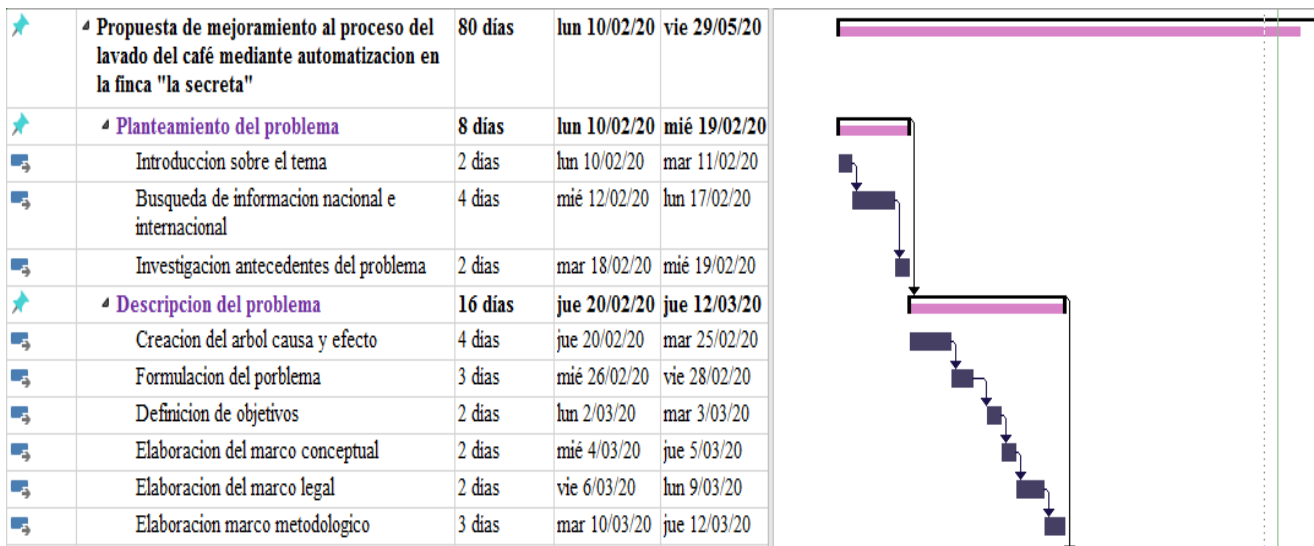 Propuesta de mejoramiento al proceso del 80 días lun 10/02/20 vie 29/05/20
lavado del café mediante automatizacion en
la finca "la secreta"
Planteamiento del problema 8 días lun 10/02/20 mié 19/02/20
Introduccion sobre el tema 2 días lun 10/02/20 mar 11/02/20
Busqueda de informacion nacional e 4 días mié 12/02/20 lun 17/02/20
internacional
Investigacion antecedentes del problema 2 días mar 18/02/20 mié 19/02/20
Descripcion del problema 16 días jue 20/02/20 jue 12/03/20
Creacion del arbol causa y efecto 4 días jue 20/02/20 mar 25/02/20
Formulacion del porblema 3 días mié 26/02/20 vie 28/02/20
Definicion de objetivos 2 días lun 2/03/20 mar 3/03/20
Elaboracion del marco conceptual 2 días mié 4/03/20 jue 5/03/20
Elaboracion del marco legal 2 días vie 6/03/20 lun 9/03/20
Elaboracion marco metodologico 3 días mar 10/03/20 jue 12/03/20